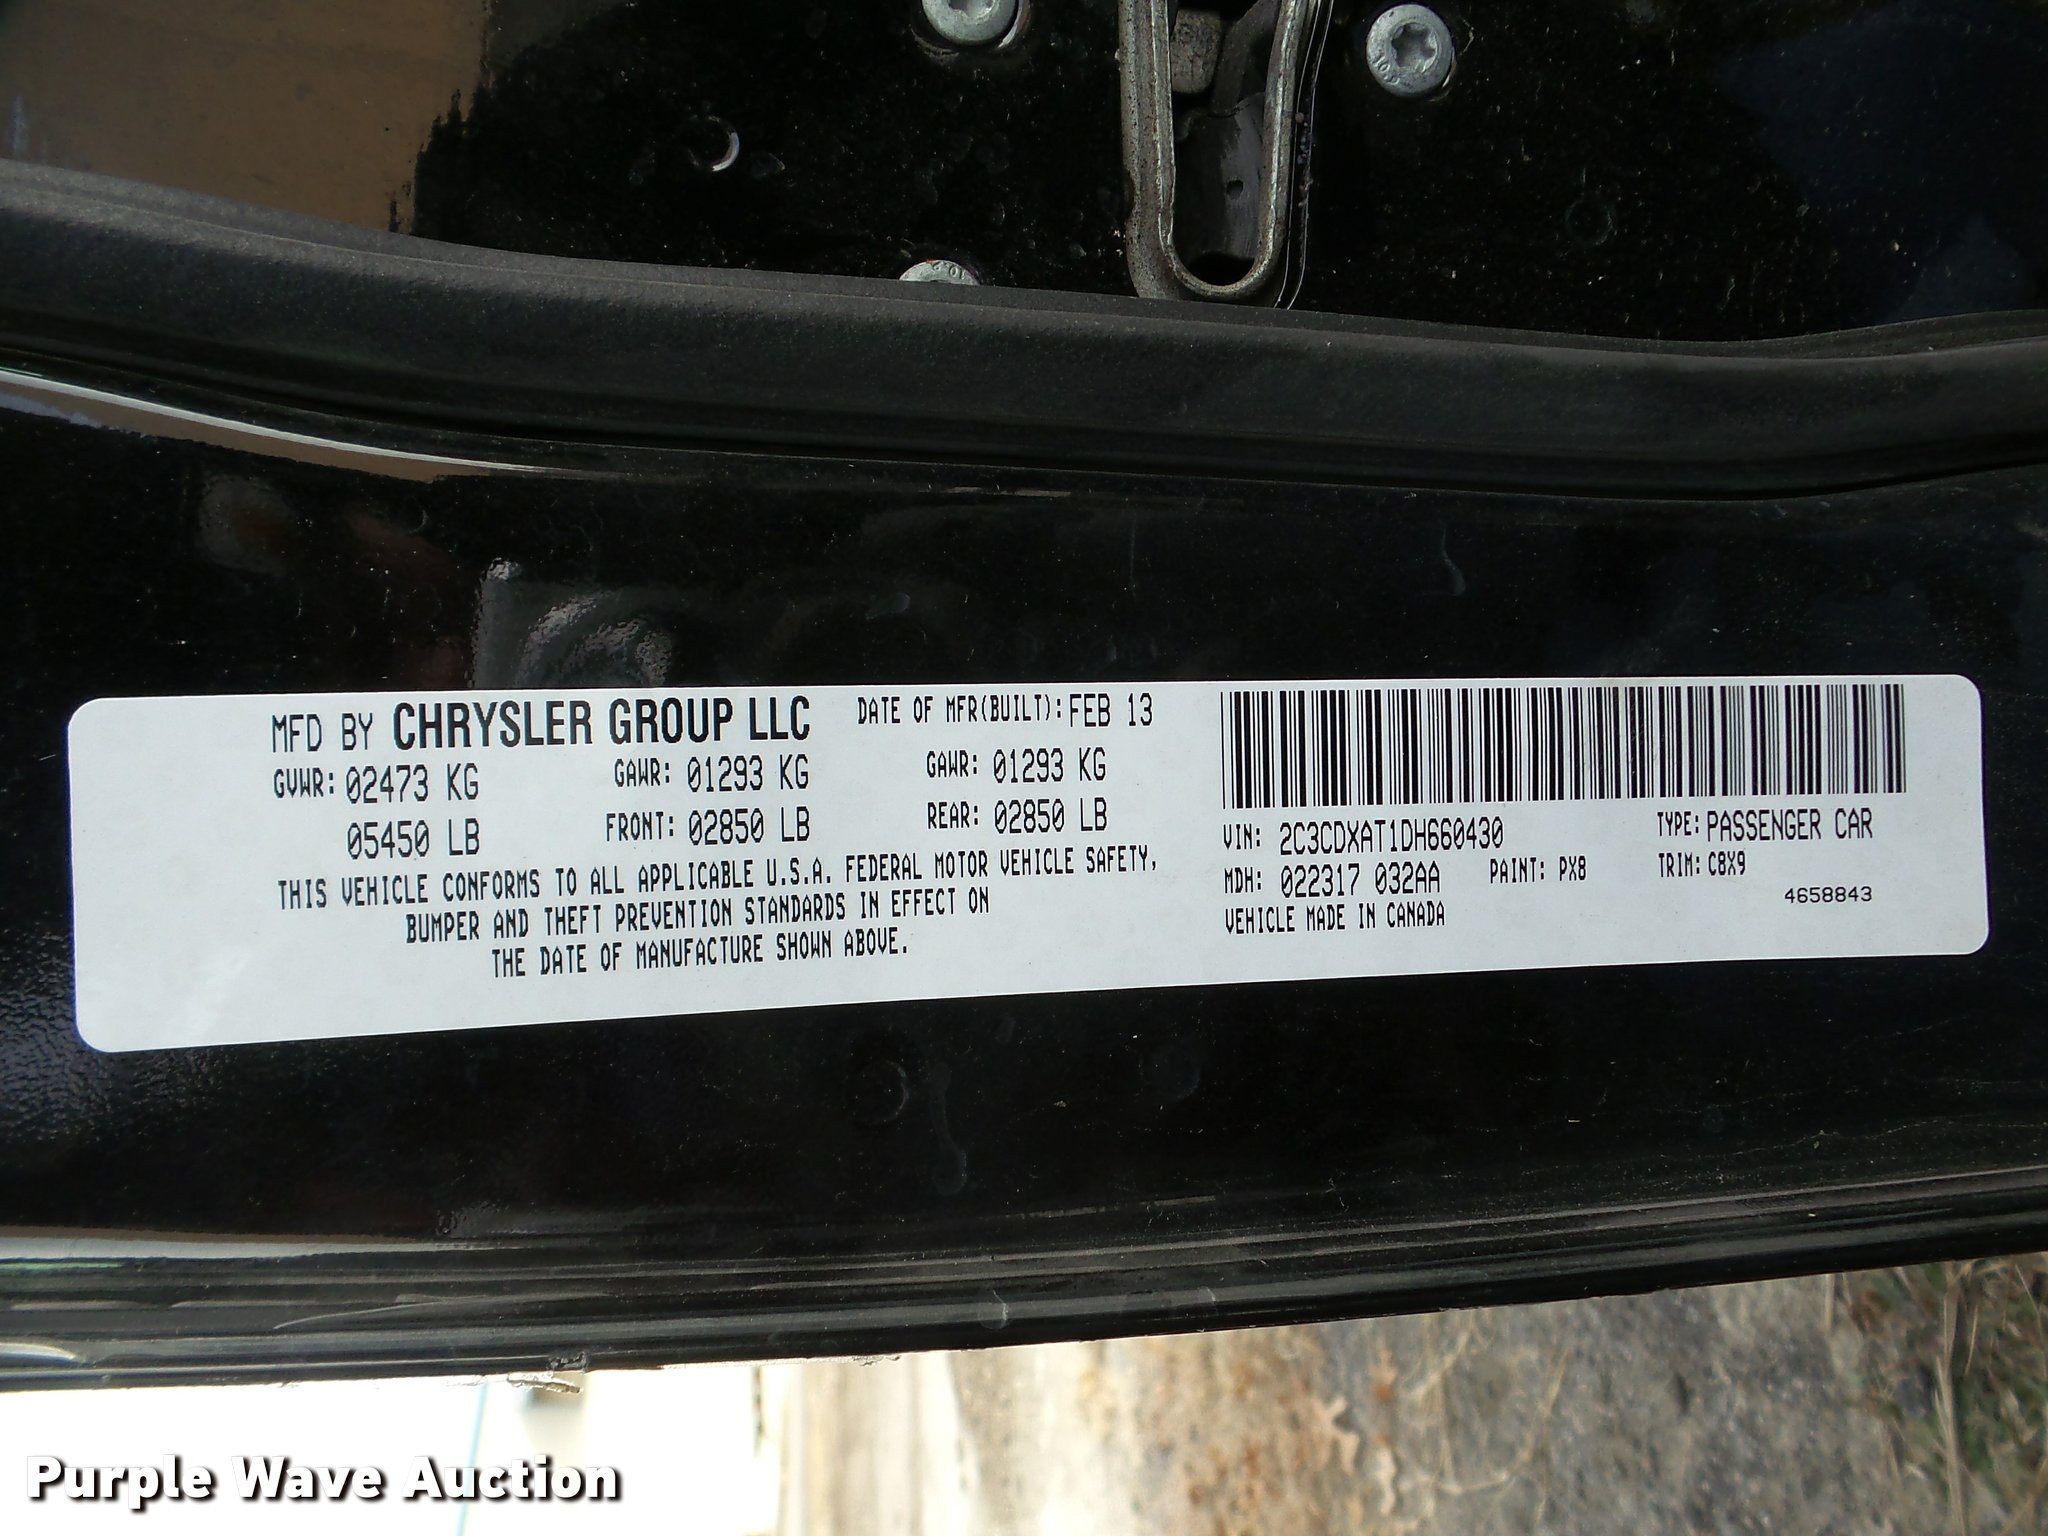 MFD BY CHRYSLER GROUP LLC DATE OF MFR(BUILT): FEB 13
GVWR: 02473 KG GAWR: 01293 KG GAWR: 01293 KG
05450 LB FRONT: 02850 LB REAR: 02850 LB
THIS VEHICLE CONFORMS TO ALL APPLICABLE U.S.A. FEDERAL MOTOR VEHICLE SAFETY,
BUMPER AND THEFT PREVENTION STANDARDS IN EFFECT ON
THE DATE OF MANUFACTURE SHOWN ABOVE.
VIN: 2C3CDXAT1DH660430 TYPE: PASSENGER CAR
MDH: 022317 032AA PAINT: PX8 TRIM: C8X9
VEHICLE MADE IN CANADA 4658843
Purple Wave Auction